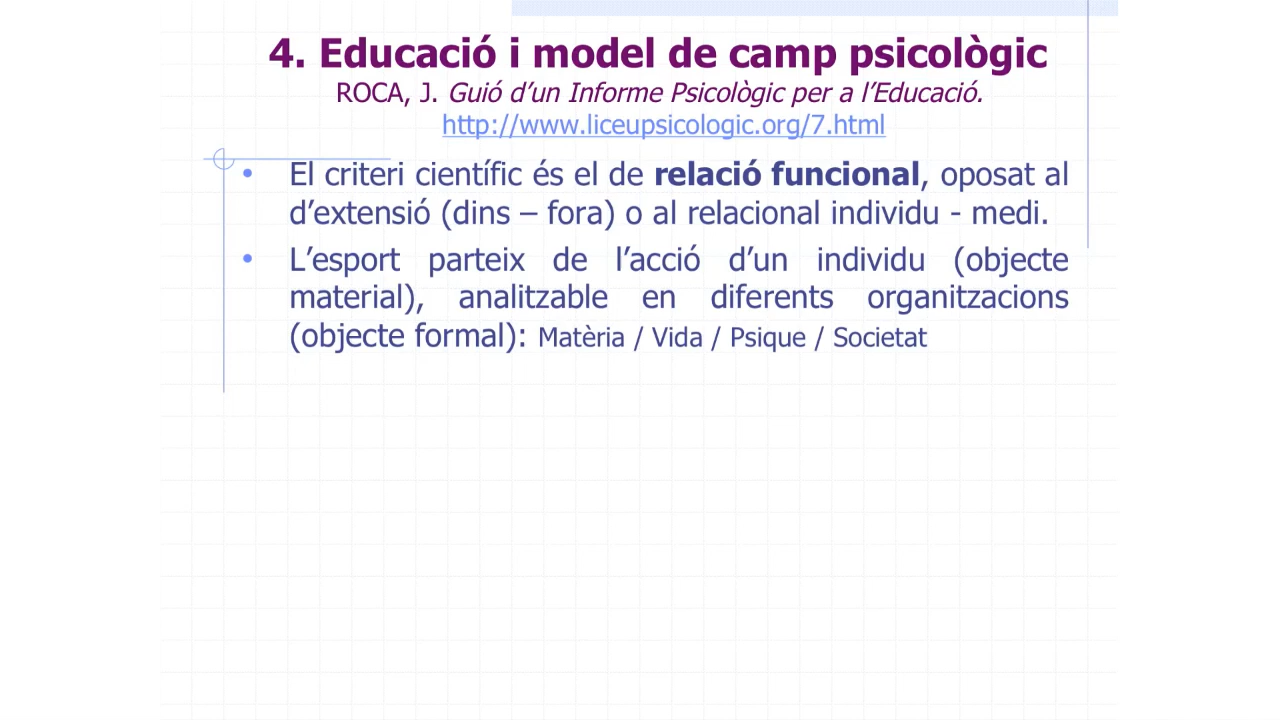 4. Educació i model de camp psicològic
ROCA, J. Guió d’un Informe Psicològic per a l’Educació.
http://www.liceupsicologic.org/7.html
• El criteri científic és el de relació funcional, oposat al
d’extensió (dins – fora) o al relacional individu - medi.
• L’esport parteix de l’acció d’un individu (objecte
material), analitzable en diferents organitzacions
(objecte formal): Matèria / Vida / Psique / Societat